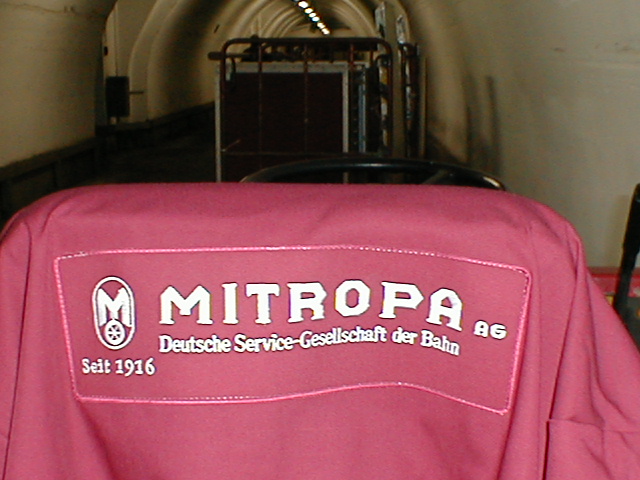 M
MITROPA AG
Deutsche Service-Gesellschaft der Bahn
Seit 1916